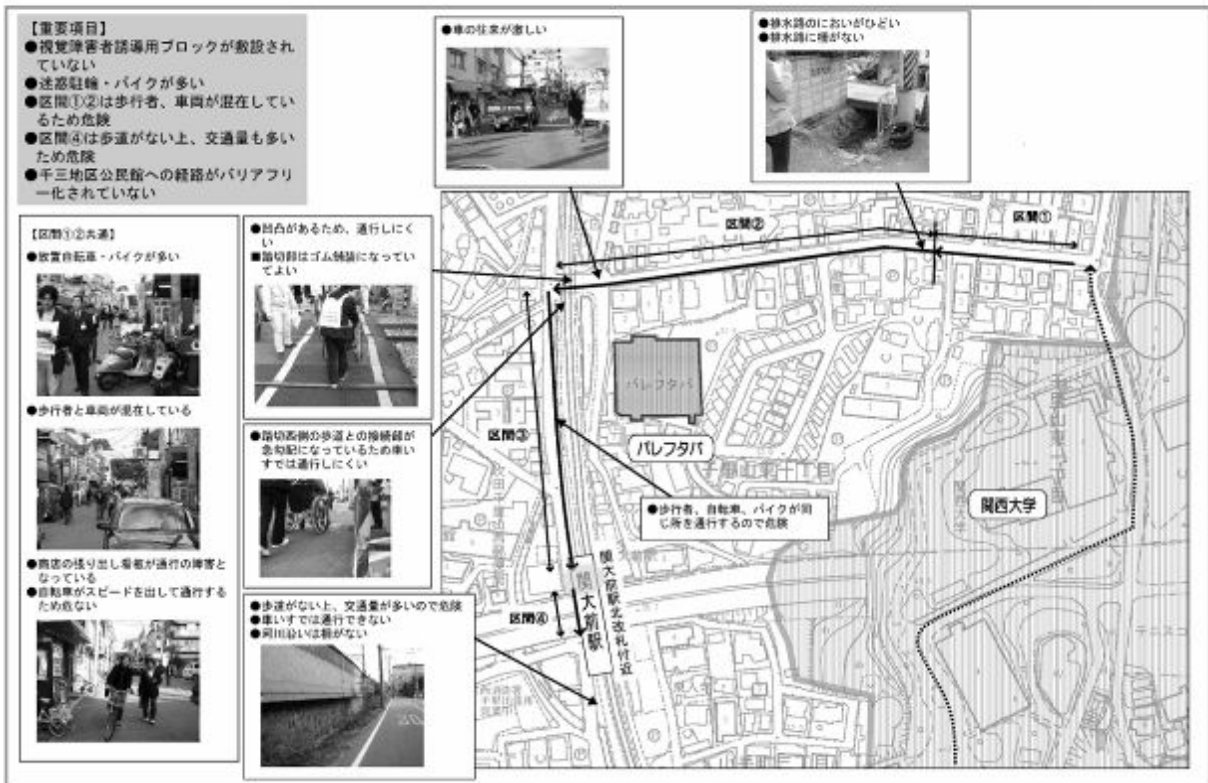 【重要項目】
●視覚障害者誘導用ブロックが敷設され
ていない
●迷惑駐輪・バイクが多い
●区間①②は歩行者、車両が混在してい
るため危険
●区間④は歩道がない上、交通量も多い
ため危険
●千三地区公民館への経路がバリアフリ
ー化されていない
●車の往来が激しい
●排水路のにおいがひどい
●排水路に柵がない
【区間①②共通】
●放置自転車・バイクが多い
●歩行者と車両が混在している
●商店の張り出し看板が通行の障害と
なっている
●自転車がスピードを出して通行する
ため危ない
●凹凸があるため、通行しにく
い
■踏切部はゴム舗装になってい
てよい
●踏切西側の歩道との接続部が
急勾配になっているため車い
すでは通行しにくい
●歩道がない上、交通量が多いので危険
●車いすでは通行できない
●河川沿いは柵がない
区間①
区間②
区間③
区間④
パレフタバ
パレフタバ
●歩行者、自転車、バイクが同
じ所を通行するので危険
関西大学
関大前駅
関大前駅北改札付近